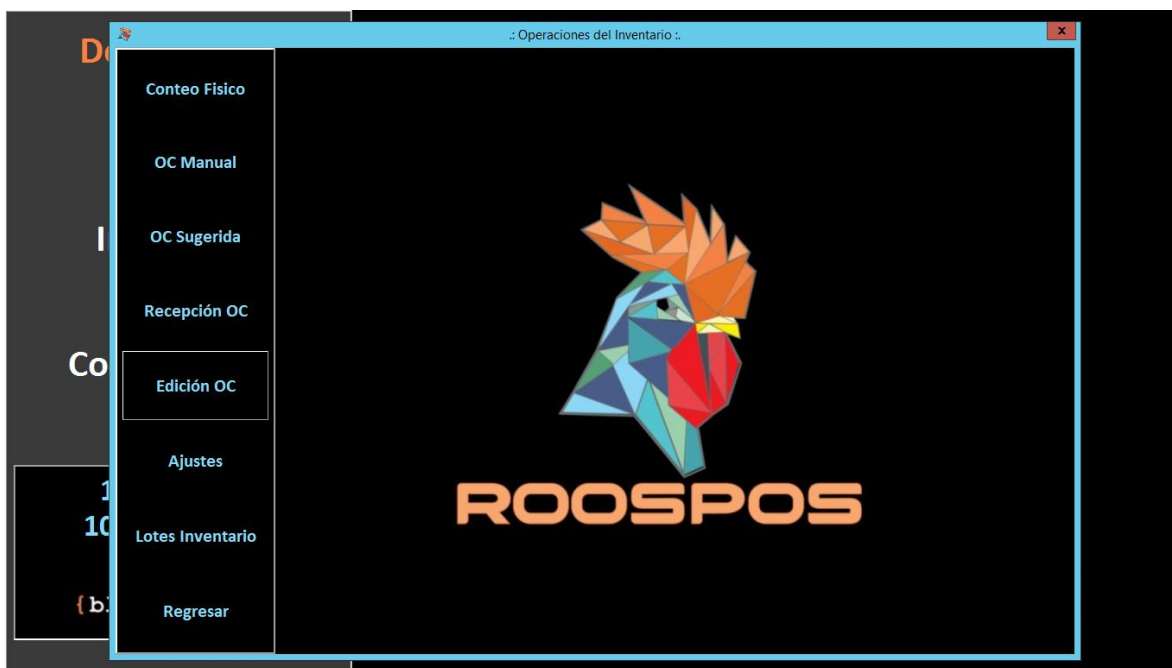 .: Operaciones del Inventario :.
x
Conteo Fisico
OC Manual
OC Sugerida
Recepción OC
Edición OC
Ajustes
Lotes Inventario
Regresar
ROOSPOS